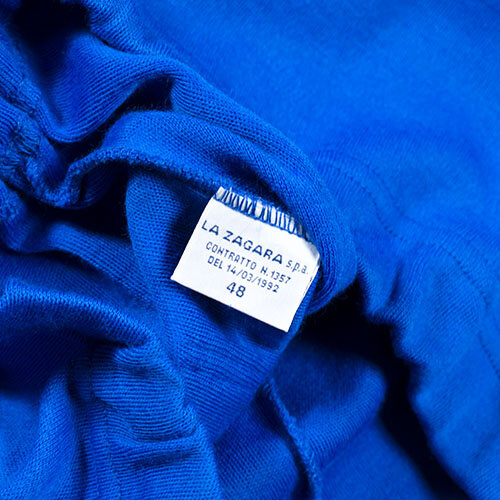 LA ZAGARA s.p.a.
CONTRATTO N.1357
DEL 14/03/1992
48